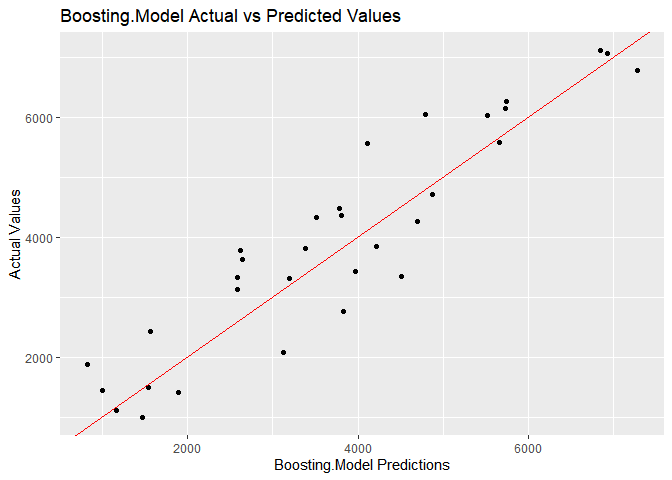 Boosting.Model Actual vs Predicted Values
Actual Values
6000
4000
2000
2000 4000 6000
Boosting.Model Predictions